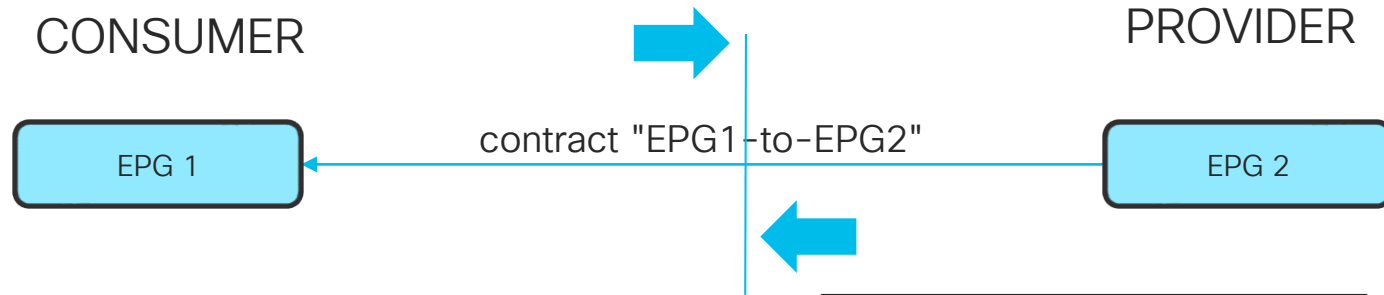 CONSUMER
PROVIDER
contract "EPG1-to-EPG2"
EPG 1
EPG 2